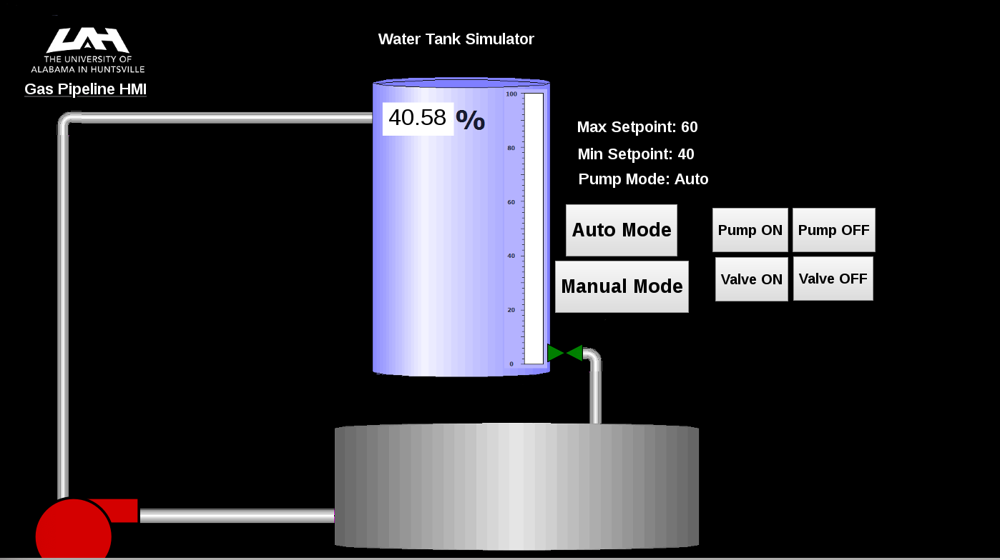 THE UNIVERSITY OF
ALABAMA IN HUNTSVILLE
Gas Pipeline HMI
Water Tank Simulator
40.58 %
100
80
60
40
20
0
Max Setpoint: 60
Min Setpoint: 40
Pump Mode: Auto
Auto Mode
Manual Mode
Pump ON
Pump OFF
Valve ON
Valve OFF